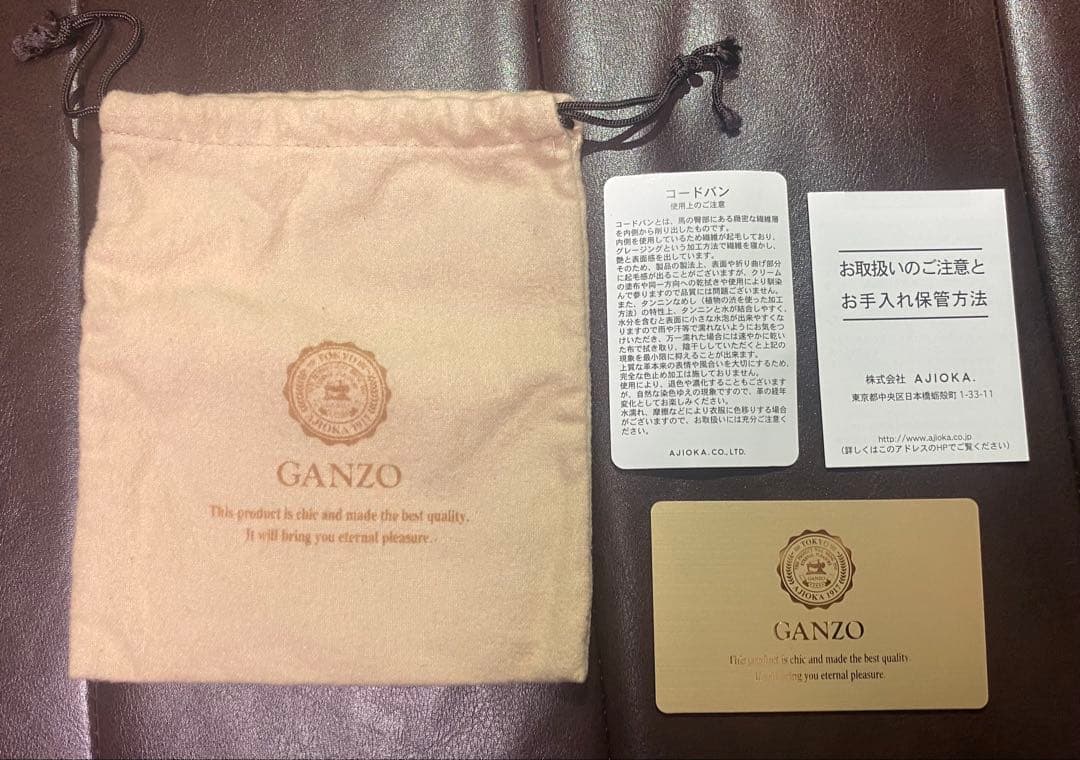 TOKYO
AJIOKA 1917
GANZO
This product is chic and made the best quality.
It will bring you eternal pleasure.
コードバン
使用上のご注意
コードバンとは、馬の臀部にある緻密な繊維層
を内側から削り出したものです。
内側を使用しているため繊維が起毛しており、
グレージングという加工方法で繊維を寝かし、
艶と表面感を出しています。
そのため、製品の製法上、表面や折り曲げ部分
に起毛感が出ることがございますが、クリーム
の塗布や同一方向への乾拭きや使用により馴染
んで参りますので品質には問題ございません。
また、タンニンなめし（植物の渋を使った加工
方法）の特性上、タンニンと水が結合しやすく、
水分を含むと表面に小さな水泡が出来やすくな
りますので雨や汗等で濡れないようにお気をつ
けいただき、万一濡れた場合には速やかに乾い
た布で拭き取り、陰干ししていただくと上記の
現象を最小限に抑えることが出来ます。
上質な革本来の表情や風合いを大切にするため、
完全な色止め加工は施しておりません。
使用により、退色や濃化することもございます
が、自然な染色ゆえの現象ですので、革の経年
変化としてお楽しみください。
水濡れ、摩擦などにより衣服に色移りする場合
がございますので、お取扱いには充分ご注意く
ださい。
AJIOKA.CO.,LTD.
お取扱いのご注意と
お手入れ保管方法
株式会社 AJIOKA.
東京都中央区日本橋蛎殻町 1-33-11
http://www.ajioka.co.jp
（詳しくはこのアドレスのHPでご覧ください）
TOKYO
GANZO
AJIOKA 1917
GANZO
This product is chic and made the best quality.
It will bring you eternal pleasure.